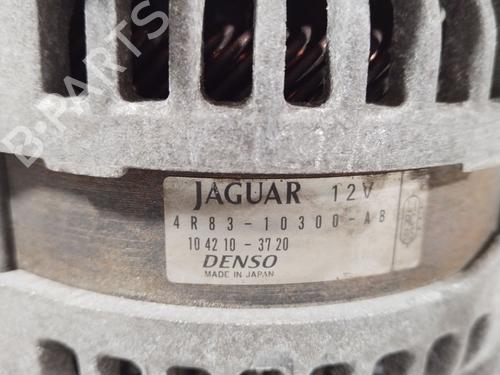 B-PARTS
JAGUAR 12V
4R83-10300-AB
104210-3720
DENSO
MADE IN JAPAN